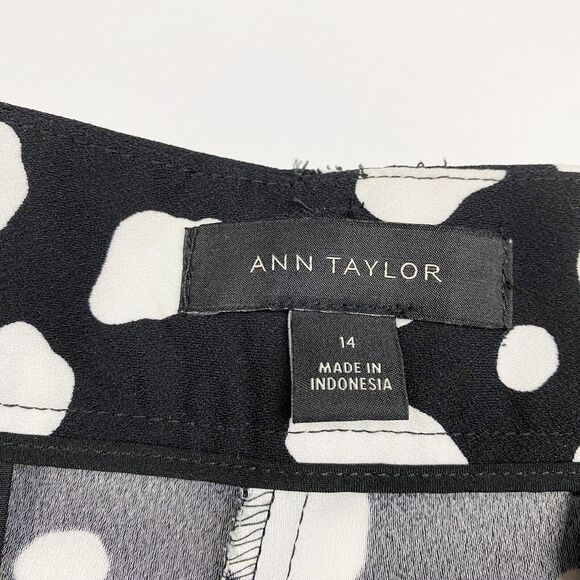 ANN TAYLOR
14
MADE IN
INDONESIA